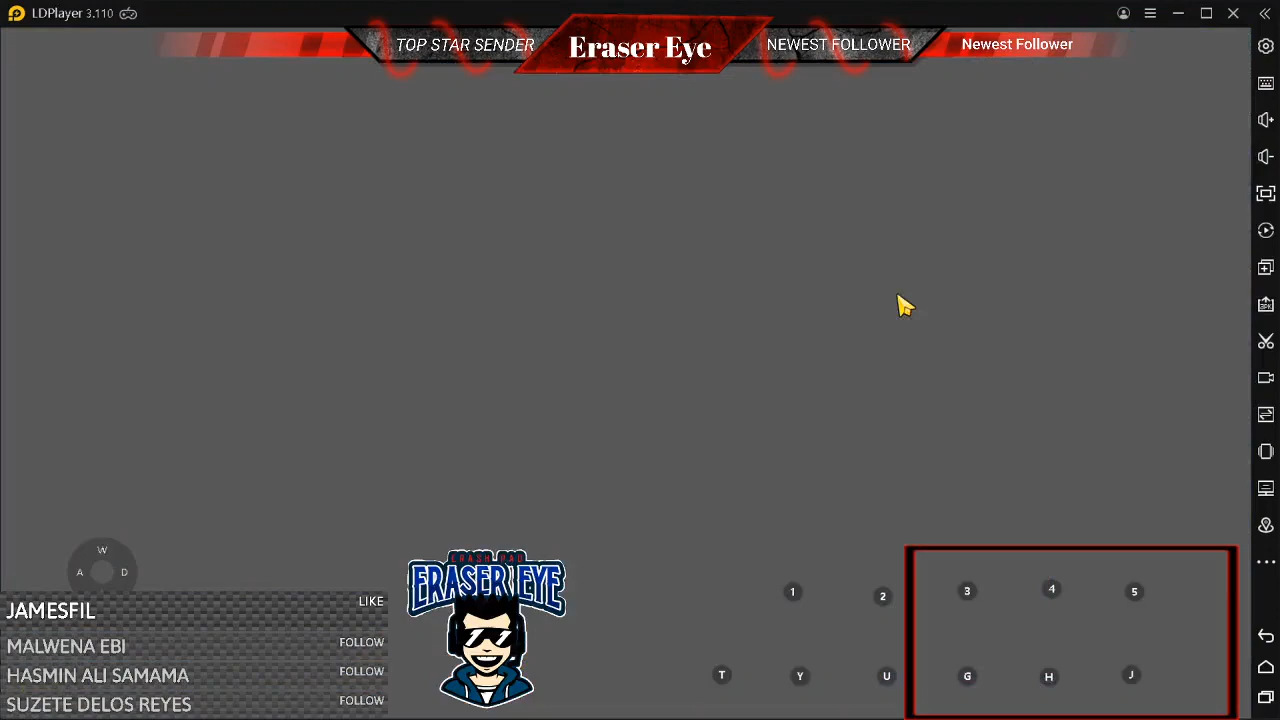 LDPlayer 3.110
TOP STAR SENDER
Eraser Eye
NEWEST FOLLOWER
Newest Follower
W
A D
JAMESFIL LIKE
MALWENA EBI FOLLOW
HASMIN ALI SAMAMA FOLLOW
SUZETE DELOS REYES FOLLOW
ERASER EYE
1 2 3 4 5
T Y U G H J